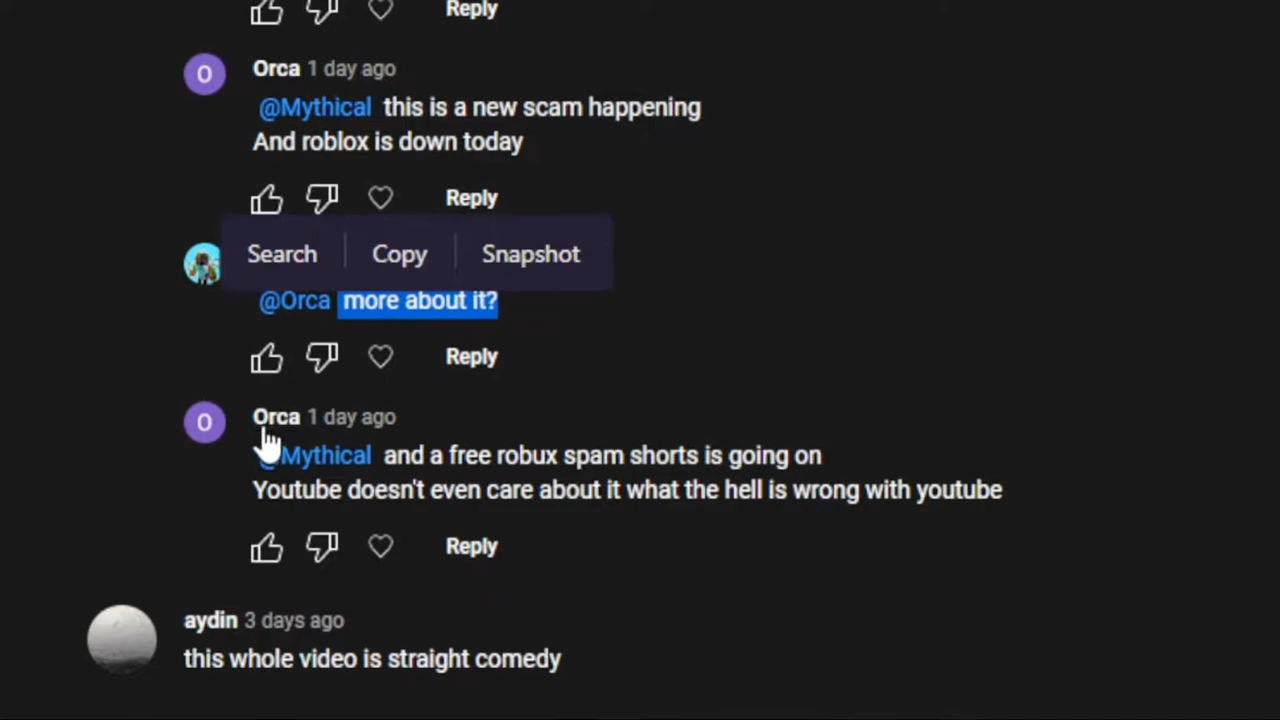 Reply
O
Orca 1 day ago
@Mythical this is a new scam happening
And roblox is down today
Reply
Search Copy Snapshot
@Orca more about it?
Reply
O
Orca 1 day ago
@Mythical and a free robux spam shorts is going on
Youtube doesn't even care about it what the hell is wrong with youtube
Reply
aydin 3 days ago
this whole video is straight comedy